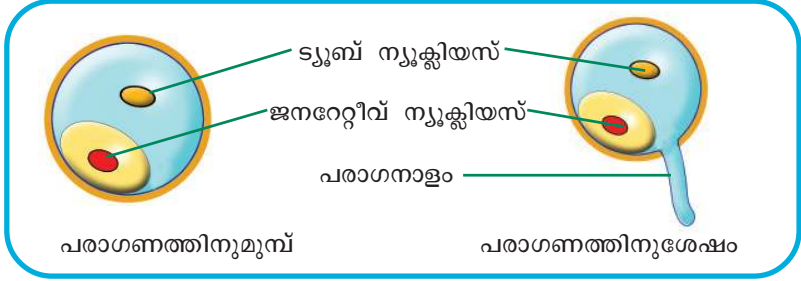 ട്യൂബ് ന്യൂക്ലിയസ്
ജനറേറ്റീവ് ന്യൂക്ലിയസ്
പരാഗനാളം
പരാഗണത്തിനുമുമ്പ്
പരാഗണത്തിനുശേഷം